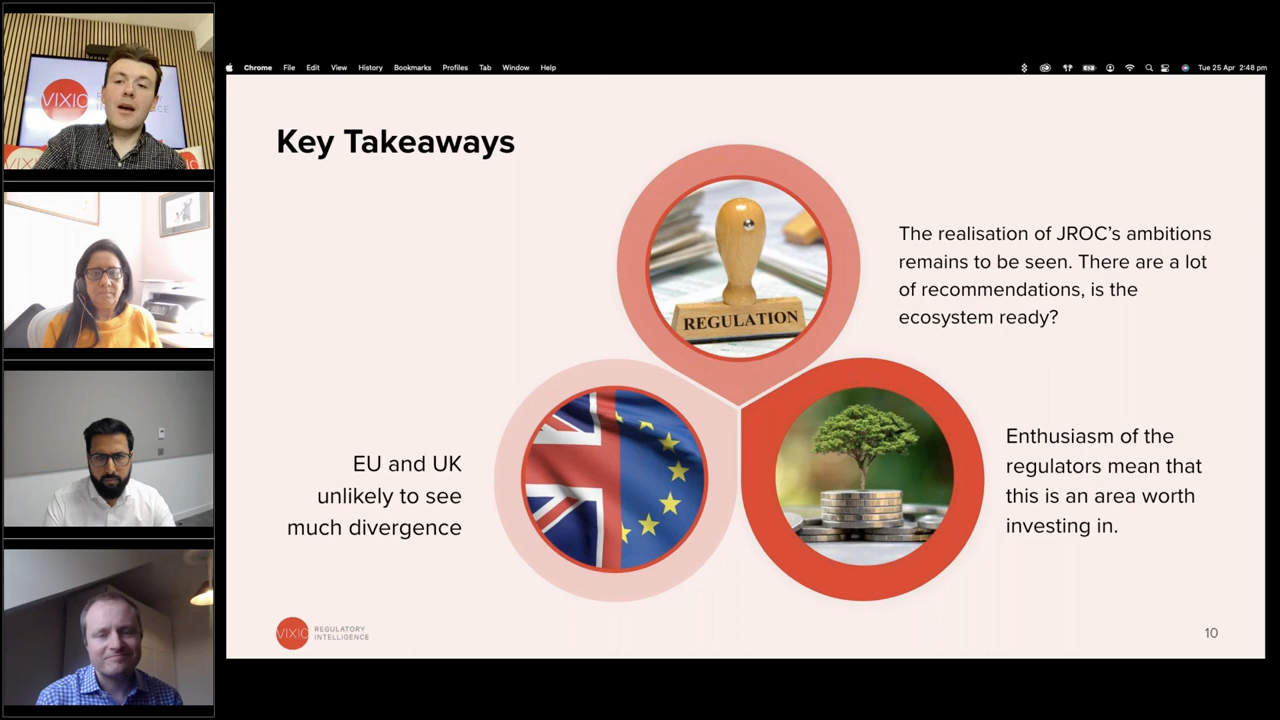 VIXIO
Chrome File Edit View History Bookmarks Profiles Tab Window Help
Tue 25 Apr 2:48 pm
Key Takeaways
REGULATION
The realisation of JROC’s ambitions
remains to be seen. There are a lot
of recommendations, is the
ecosystem ready?
EU and UK
unlikely to see
much divergence
Enthusiasm of the
regulators mean that
this is an area worth
investing in.
VIXIO REGULATORY
INTELLIGENCE
10